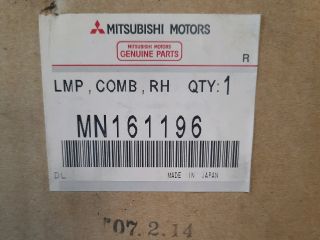 MITSUBISHI MOTORS
MITSUBISHI MOTORS
GENUINE PARTS
R
LMP, COMB, RH QTY: 1
MN161196
DL MADE IN JAPAN
'07. 2. 14